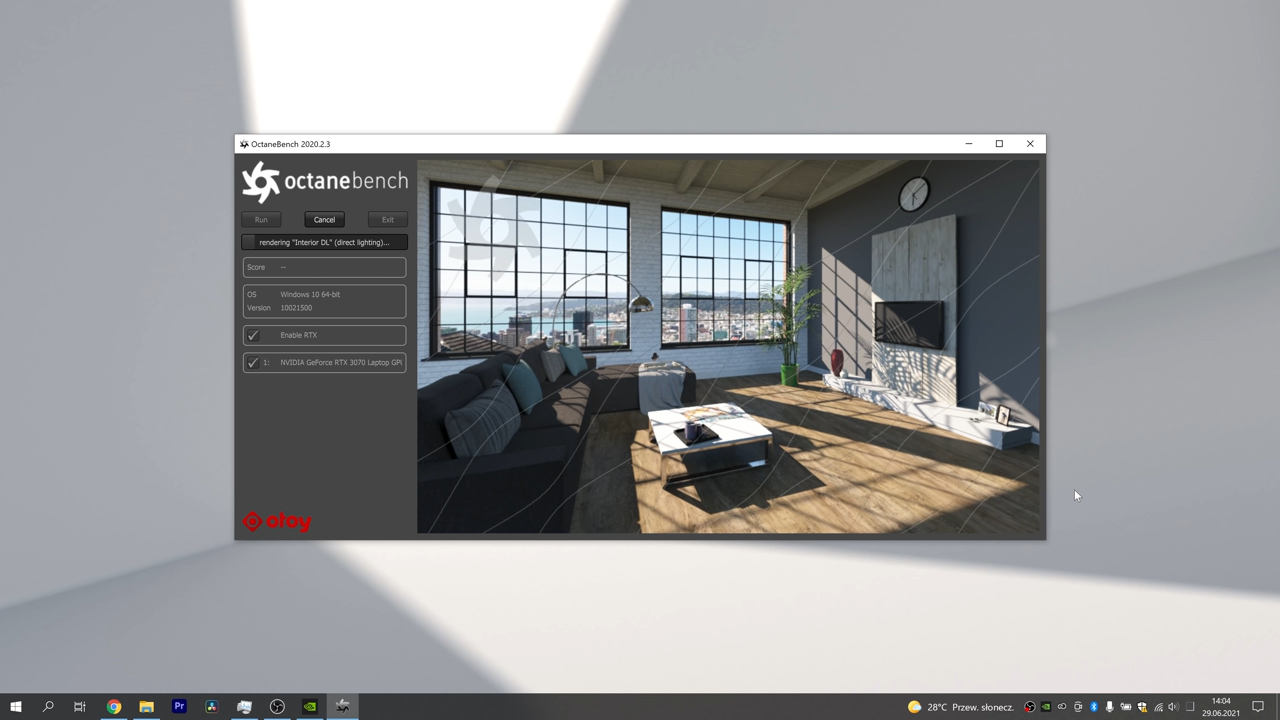 OctaneBench 2020.2.3
octanebench
Run Cancel Exit
rendering "Interior DL" (direct lighting)...
Score --
OS Windows 10 64-bit
Version 10021500
Enable RTX
1: NVIDIA GeForce RTX 3070 Laptop GPU
otoy
Pr
28°C Przew. słonecz.
14:04
29.06.2021